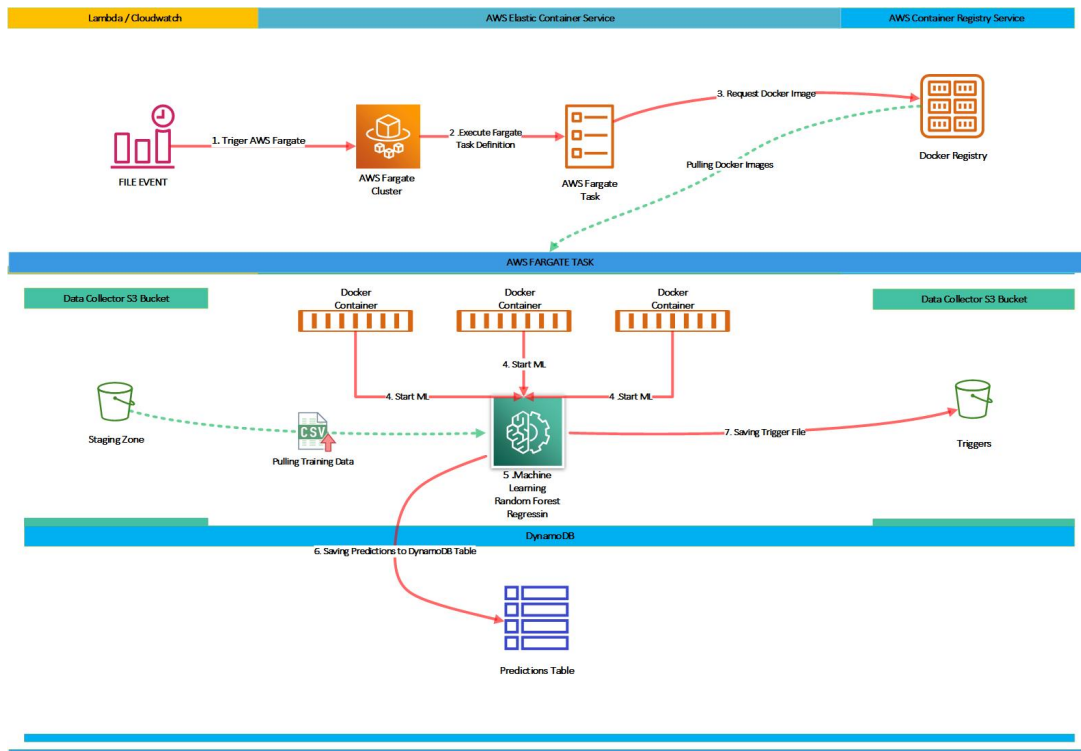 Lambda / Cloudwatch
AWS Elastic Container Service
AWS Container Registry Service
1. Triger AWS Fargate
FILE EVENT
AWS Fargate
Cluster
2 .Execute Fargate
Task Definition
AWS Fargate
Task
3. Request Docker Image
Docker Registry
Pulling Docker Images
AWS FARGATE TASK
Data Collector S3 Bucket
Docker
Container
Docker
Container
Docker
Container
Data Collector S3 Bucket
4. Start ML
4. Start ML
4 .Start ML
Staging Zone
CSV
Pulling Training Data
5 .Machine
Learning
Random Forest
Regressin
7. Saving Trigger File
Triggers
DynamoDB
6. Saving Predictions to DynamoDB Table
Predictions Table